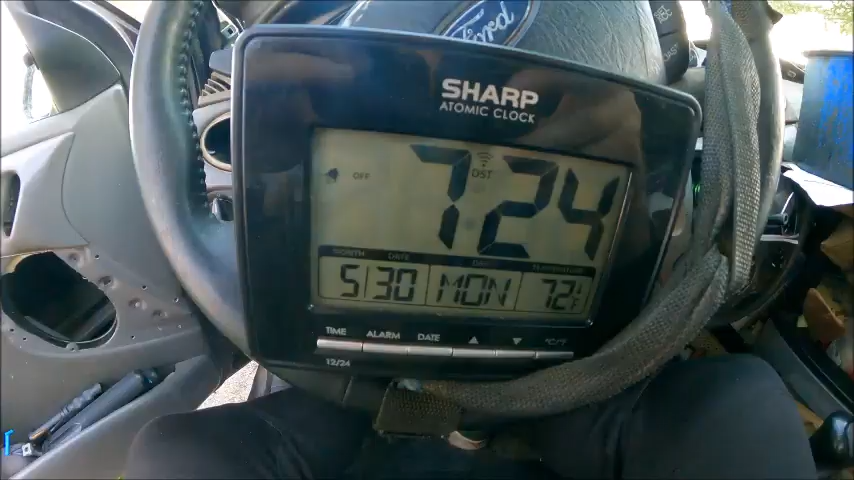 Ford
SHARP
ATOMIC CLOCK
OFF
DST
7 24
MONTH DATE DAY TEMPERATURE
5 30 MON 72°F
TIME ALARM DATE ▲ ▼ °C/°F
12/24